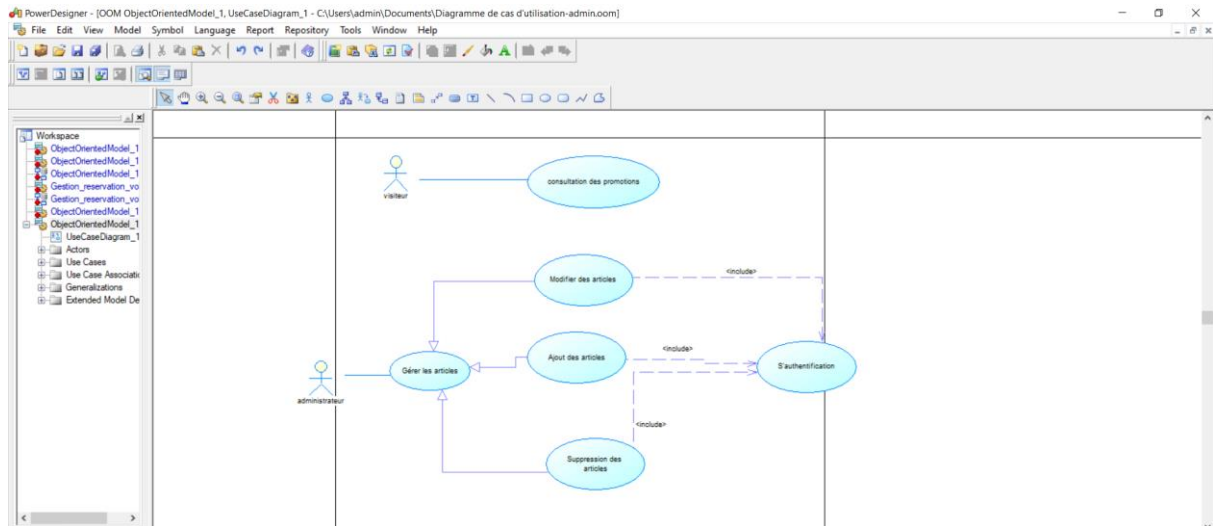 PowerDesigner - [OOM ObjectOrientedModel_1, UseCaseDiagram_1 - C:\Users\admin\Documents\Diagramme de cas d'utilisation-admin.oom]
File Edit View Model Symbol Language Report Repository Tools Window Help
Workspace
ObjectOrientedModel_1
ObjectOrientedModel_1
ObjectOrientedModel_1
Gestion_reservation_vo
Gestion_reservation_vo
ObjectOrientedModel_1
ObjectOrientedModel_1
UseCaseDiagram_1
Actors
Use Cases
Use Case Associatic
Generalizations
Extended Model De
visiteur
consultation des promotions
Modifier des articles
<include>
Ajout des articles
<include>
Gérer les articles
S'authentification
administrateur
<include>
Suppression des
articles